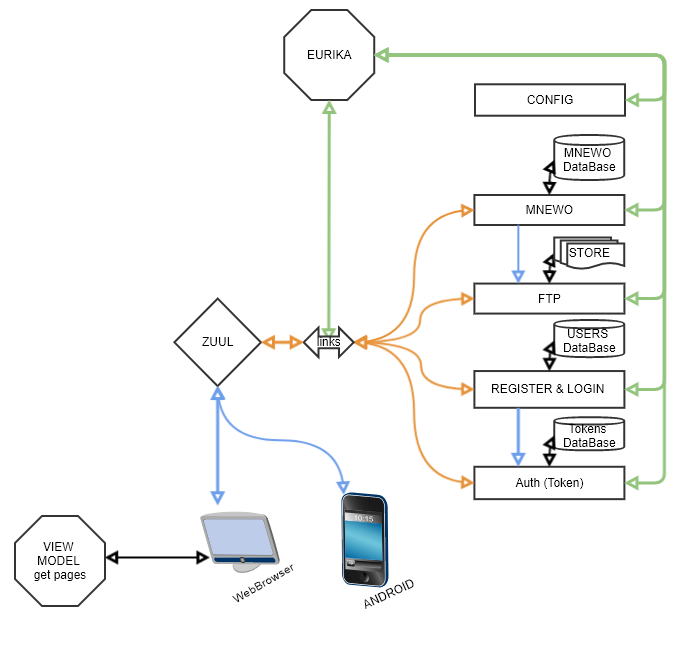 EURIKA
CONFIG
MNEWO
DataBase
MNEWO
STORE
FTP
USERS
DataBase
ZUUL
links
REGISTER & LOGIN
Tokens
DataBase
Auth (Token)
10:15
VIEW
MODEL
get pages
WebBrowser
ANDROID